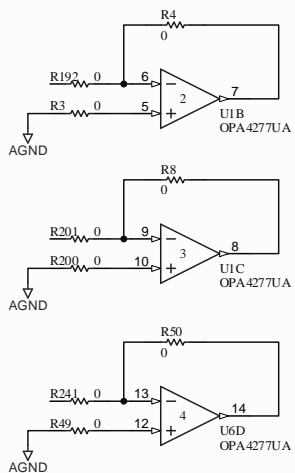 R4
0
R192 0 6 7
2
R3 0 5
U1B
OPA4277UA
AGND
R8
0
R201 0 9 8
3
R200 0 10
U1C
OPA4277UA
AGND
R50
0
R241 0 13 14
4
R49 0 12
U6D
OPA4277UA
AGND